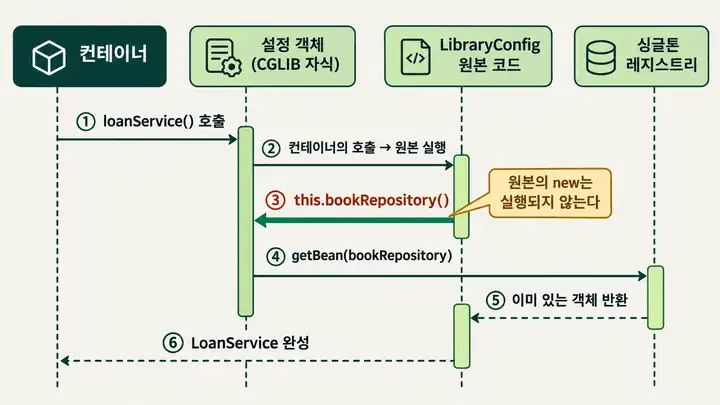 컨테이너
설정 객체
(CGLIB 자식)
LibraryConfig
원본 코드
</>
싱글톤
레지스트리
① loanService() 호출
② 컨테이너의 호출 → 원본 실행
③ this.bookRepository()
원본의 new는
실행되지 않는다
④ getBean(bookRepository)
⑤ 이미 있는 객체 반환
⑥ LoanService 완성